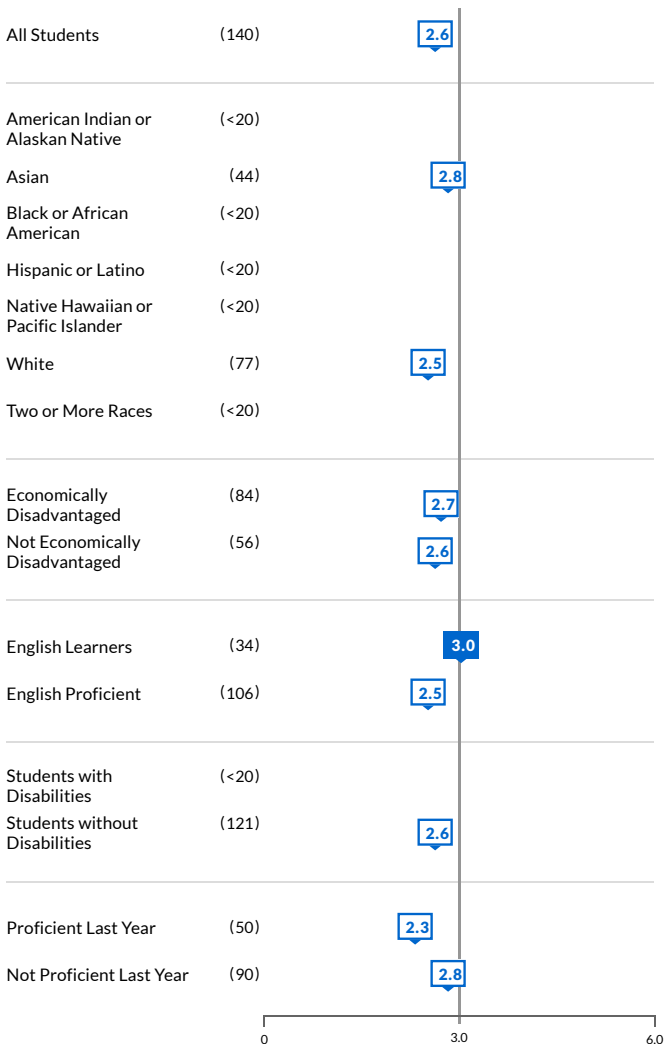 All Students (140) 2.6
American Indian or (<20)
Alaskan Native
Asian (44) 2.8
Black or African (<20)
American
Hispanic or Latino (<20)
Native Hawaiian or (<20)
Pacific Islander
White (77) 2.5
Two or More Races (<20)
Economically (84) 2.7
Disadvantaged
Not Economically (56) 2.6
Disadvantaged
English Learners (34) 3.0
English Proficient (106) 2.5
Students with (<20)
Disabilities
Students without (121) 2.6
Disabilities
Proficient Last Year (50) 2.3
Not Proficient Last Year (90) 2.8
0 3.0 6.0